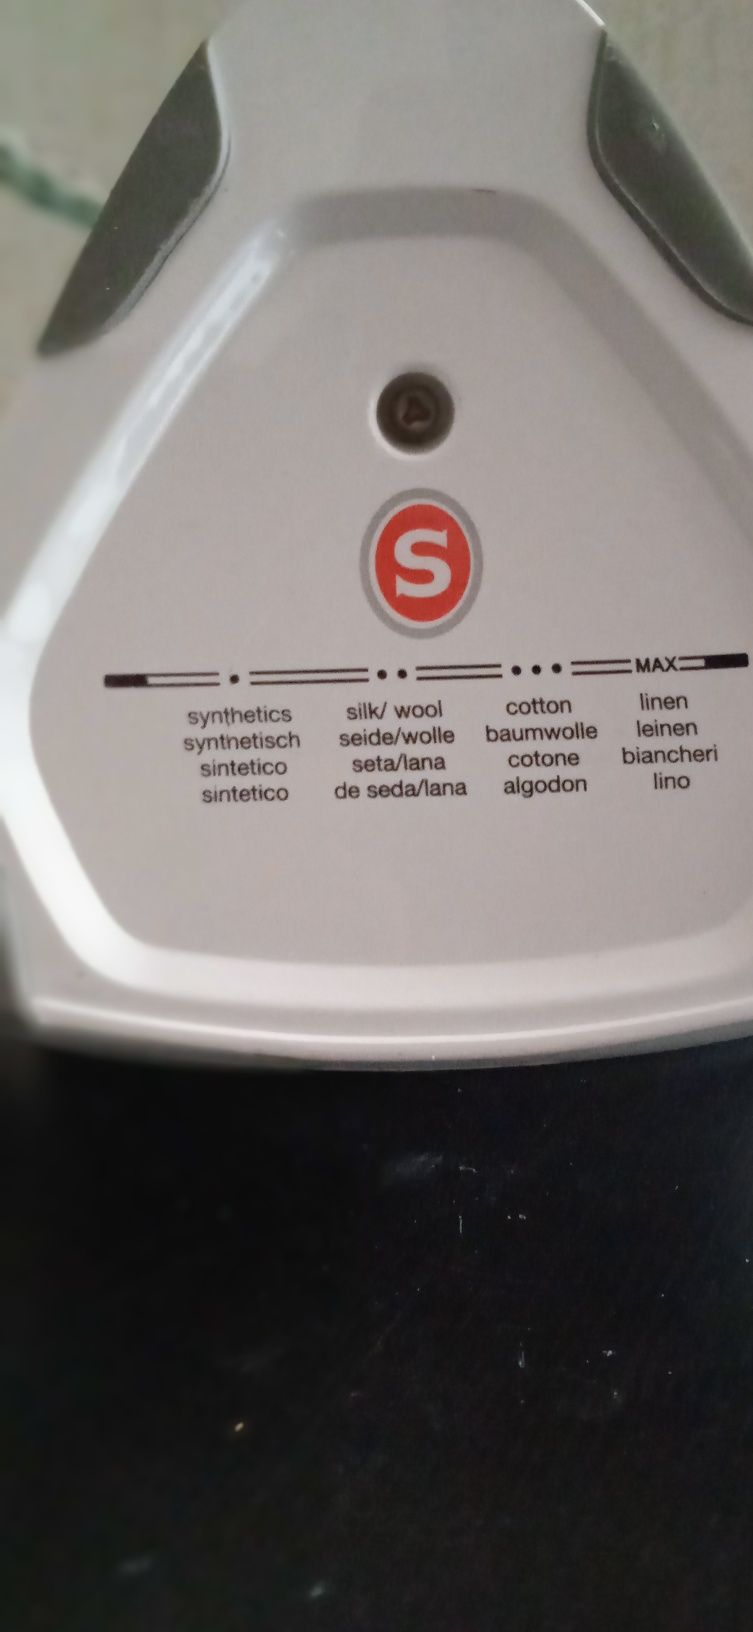 S
• •• ••• MAX
synthetics silk/ wool cotton linen
synthetisch seide/wolle baumwolle leinen
sintetico seta/lana cotone biancheri
sintetico de seda/lana algodon lino